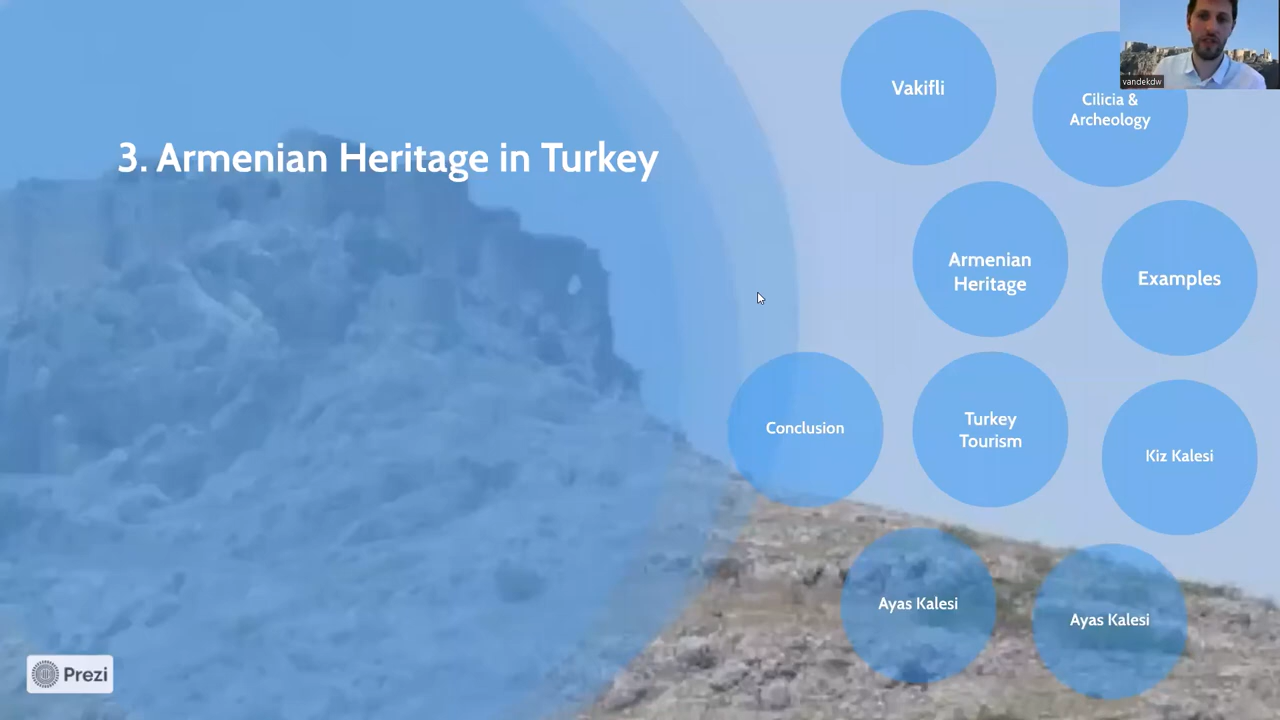 3. Armenian Heritage in Turkey
Vakifli
Cilicia &
Archeology
Armenian
Heritage
Examples
Conclusion
Turkey
Tourism
Kiz Kalesi
Ayas Kalesi
Ayas Kalesi
vandekdw
Prezi